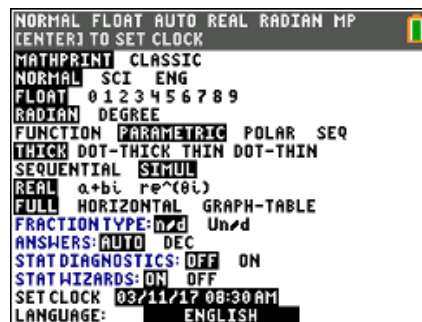 NORMAL FLOAT AUTO REAL RADIAN MP
[ENTER] TO SET CLOCK
MATHPRINT CLASSIC
NORMAL SCI ENG
FLOAT 0 1 2 3 4 5 6 7 8 9
RADIAN DEGREE
FUNCTION PARAMETRIC POLAR SEQ
THICK DOT-THICK THIN DOT-THIN
SEQUENTIAL SIMUL
REAL a+bi re^(θi)
FULL HORIZONTAL GRAPH-TABLE
FRACTION TYPE: n/d Un/d
ANSWERS: AUTO DEC
STAT DIAGNOSTICS: OFF ON
STAT WIZARDS: ON OFF
SET CLOCK 03/11/17 08:30 AM
LANGUAGE: ENGLISH